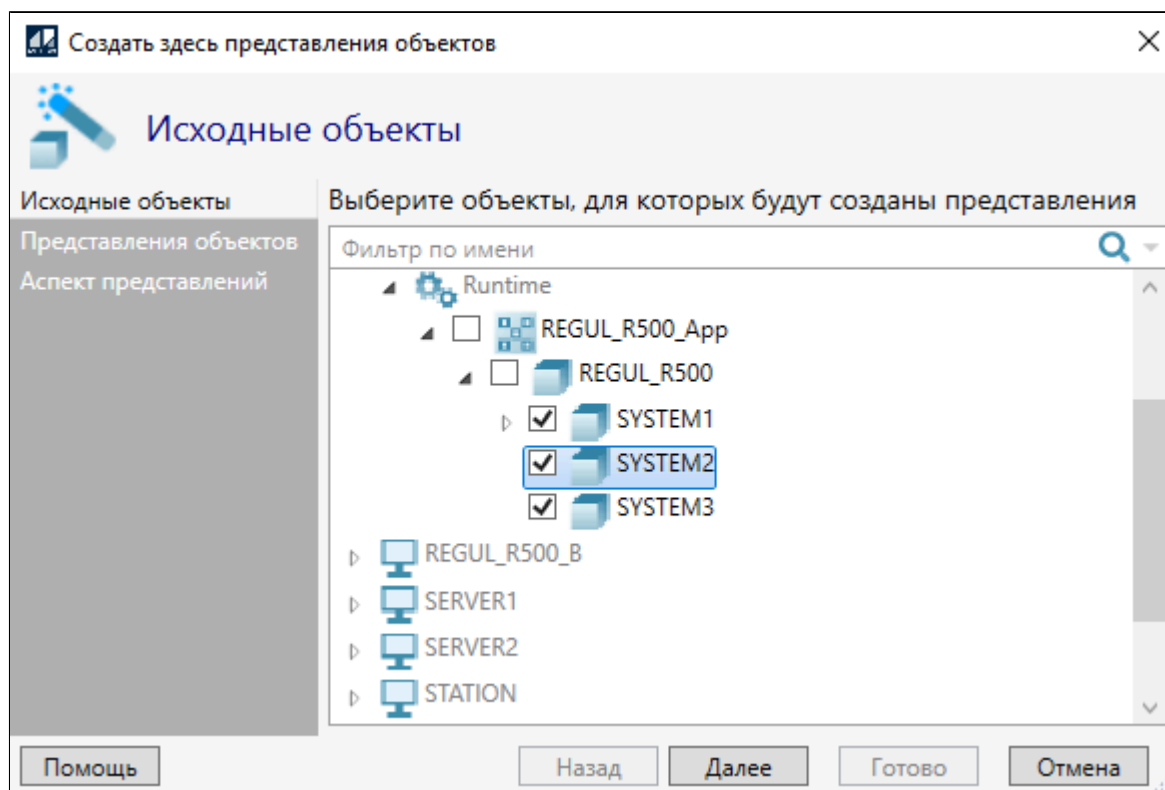 Создать здесь представления объектов
Исходные объекты
Исходные объекты
Представления объектов
Аспект представлений
Выберите объекты, для которых будут созданы представления
Фильтр по имени
Runtime
REGUL_R500_App
REGUL_R500
SYSTEM1
SYSTEM2
SYSTEM3
REGUL_R500_B
SERVER1
SERVER2
STATION
Помощь
Назад
Далее
Готово
Отмена